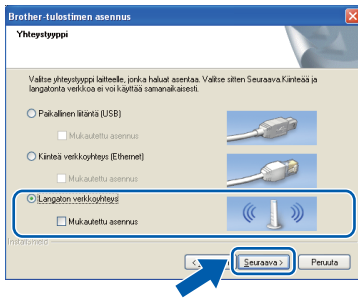 Brother-tulostimen asennus
Yhteystyyppi
Valitse yhteystyyppi laitteelle, jonka haluat asentaa. Valitse sitten Seuraava.Kiinteää ja
langatonta verkkoa ei voi käyttää samanaikaisesti.
Paikallinen liitäntä (USB)
Mukautettu asennus
Kiinteä verkkoyhteys (Ethernet)
Mukautettu asennus
Langaton verkkoyhteys
Mukautettu asennus
InstallShield
< Seuraava > Peruuta